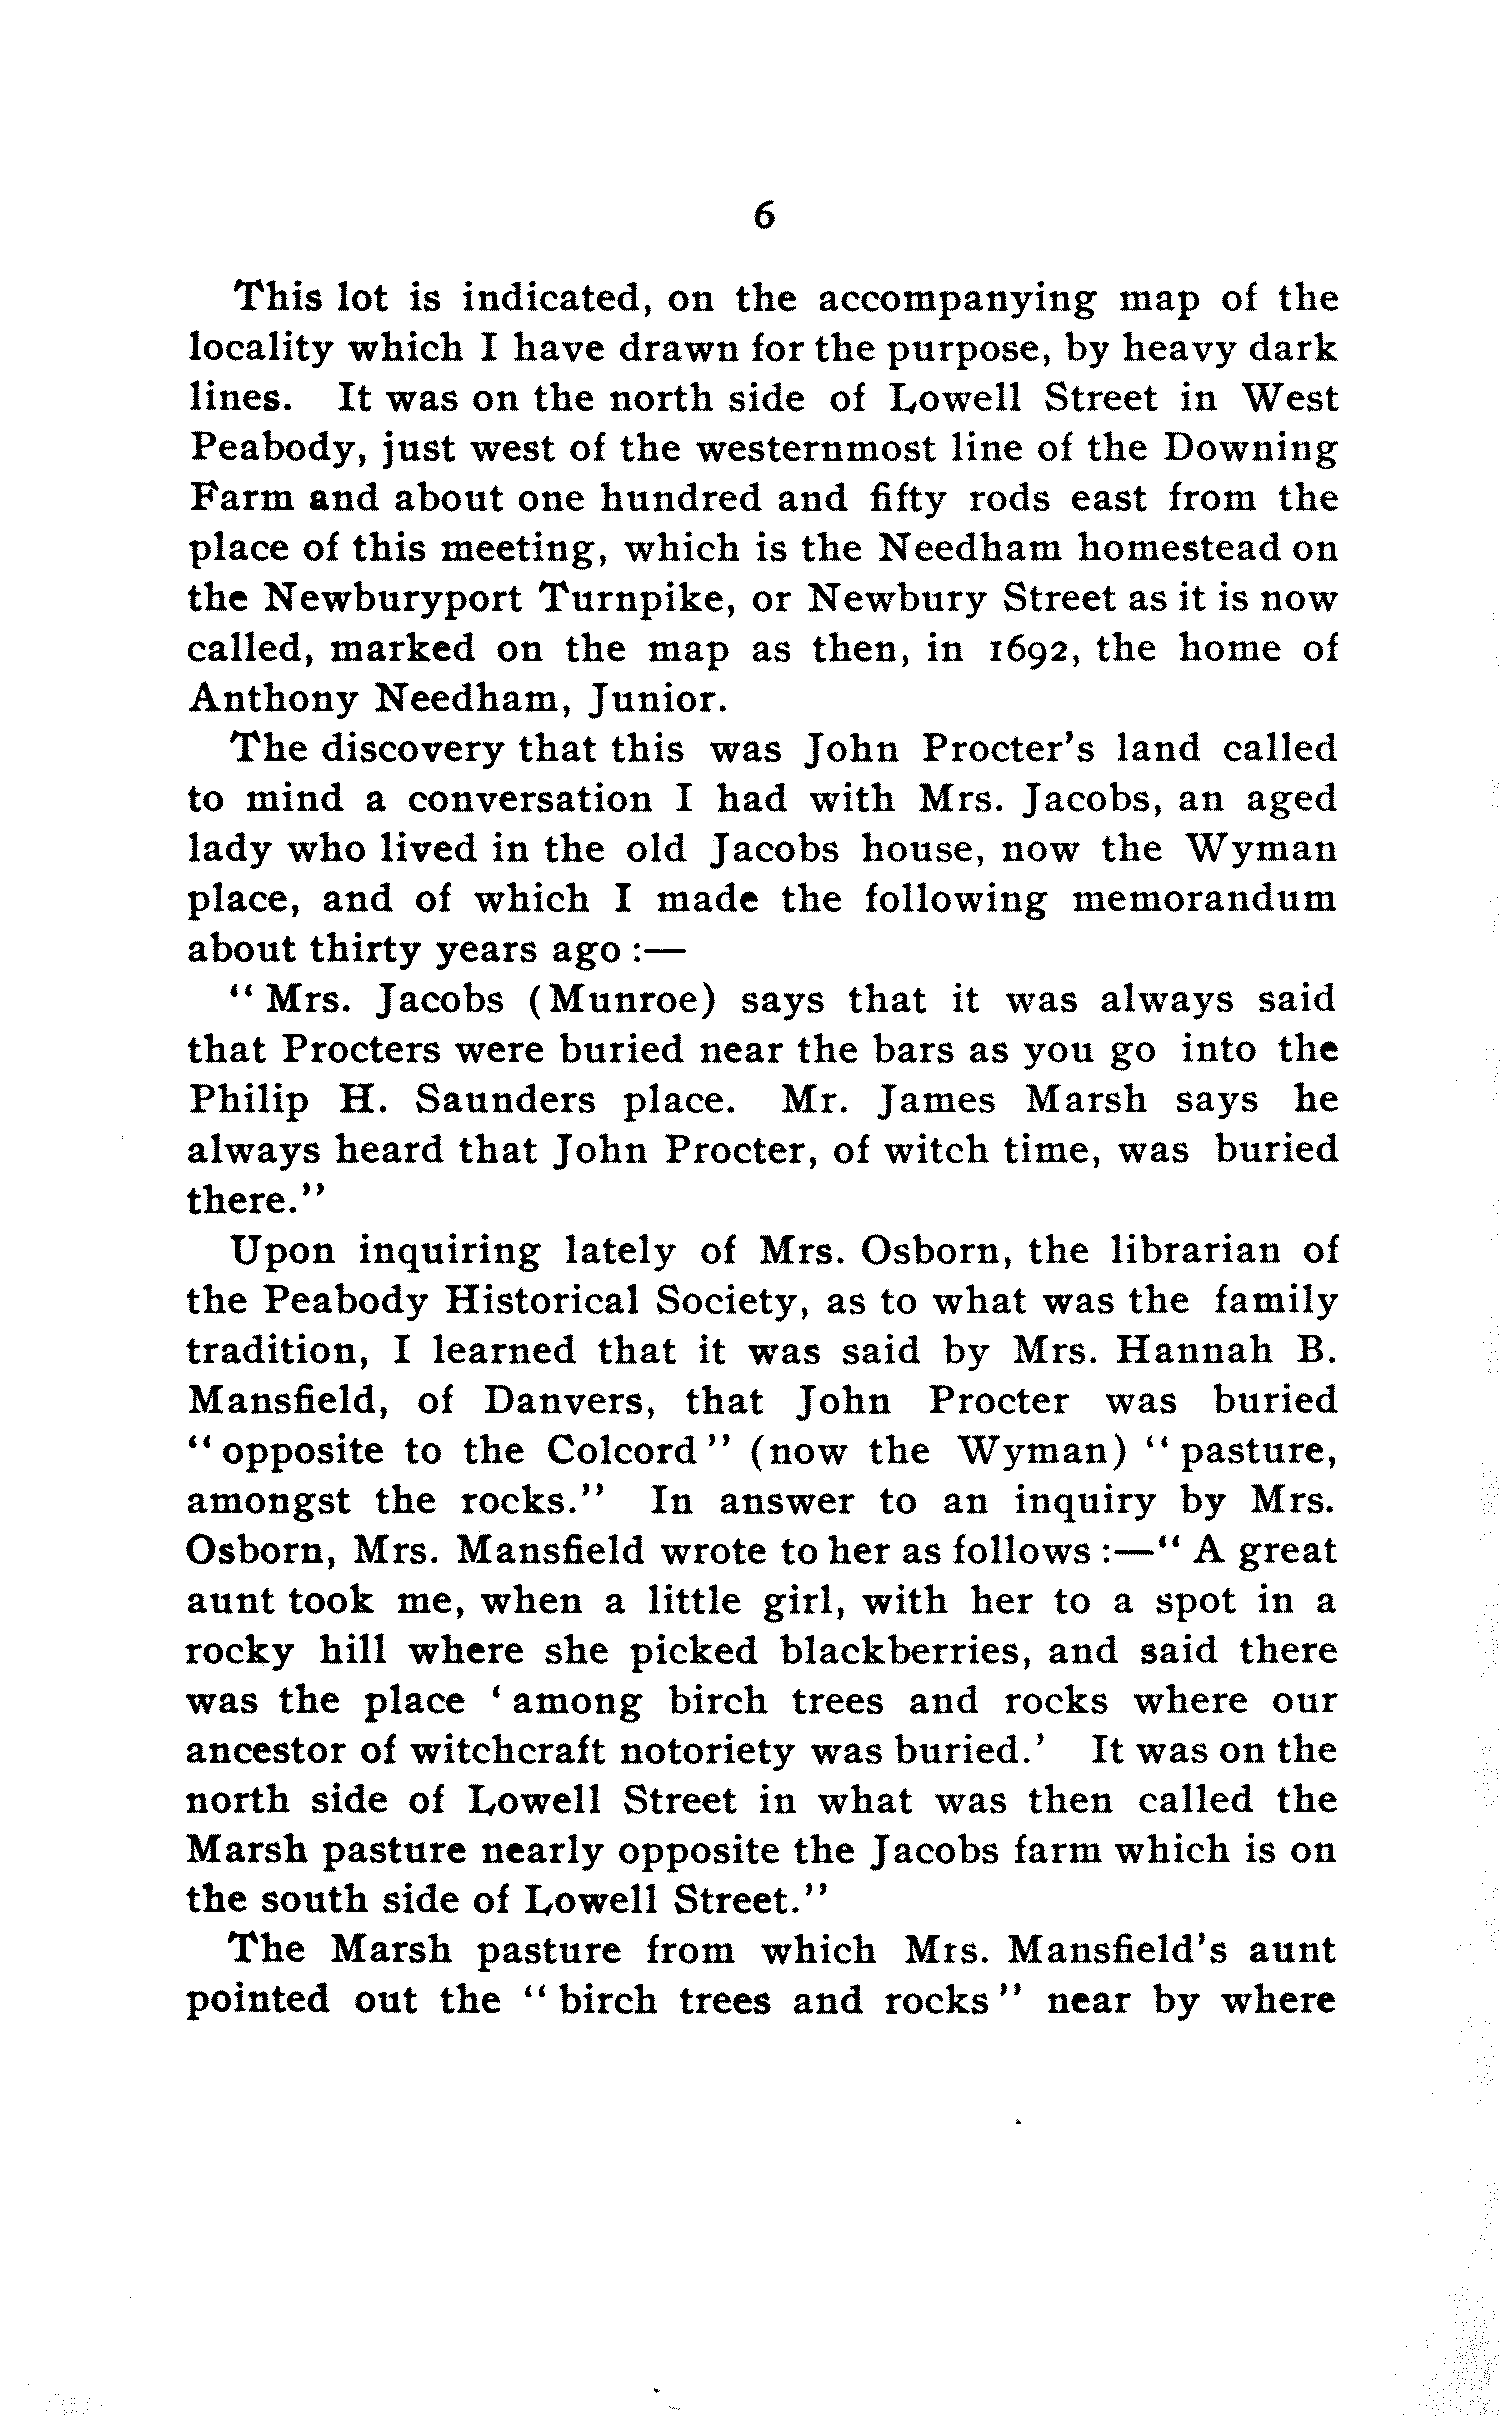 6
This lot is indicated, on the accompanying map of the
locality which I have drawn for the purpose, by heavy dark
lines. It was on the north side of Lowell Street in West
Peabody, just west of the westernmost line of the Downing
Farm and about one hundred and fifty rods east from the
place of this meeting, which is the Needham homestead on
the Newburyport Turnpike, or Newbury Street as it is now
called, marked on the map as then, in 1692, the home of
Anthony Needham, Junior.
The discovery that this was John Procter's land called
to mind a conversation I had with Mrs. Jacobs, an aged
lady who lived in the old Jacobs house, now the Wyman
place, and of which I made the following memorandum
about thirty years ago :—
" Mrs. Jacobs (Munroe) says that it was always said
that Procters were buried near the bars as you go into the
Philip H. Saunders place. Mr. James Marsh says he
always heard that John Procter, of witch time, was buried
there."
Upon inquiring lately of Mrs. Osborn, the librarian of
the Peabody Historical Society, as to what was the family
tradition, I learned that it was said by Mrs. Hannah B.
Mansfield, of Danvers, that John Procter was buried
" opposite to the Colcord " (now the Wyman) " pasture,
amongst the rocks." In answer to an inquiry by Mrs.
Osborn, Mrs. Mansfield wrote to her as follows :—" A great
aunt took me, when a little girl, with her to a spot in a
rocky hill where she picked blackberries, and said there
was the place ' among birch trees and rocks where our
ancestor of witchcraft notoriety was buried.' It was on the
north side of Lowell Street in what was then called the
Marsh pasture nearly opposite the Jacobs farm which is on
the south side of Lowell Street."
The Marsh pasture from which Mrs. Mansfield's aunt
pointed out the " birch trees and rocks " near by where